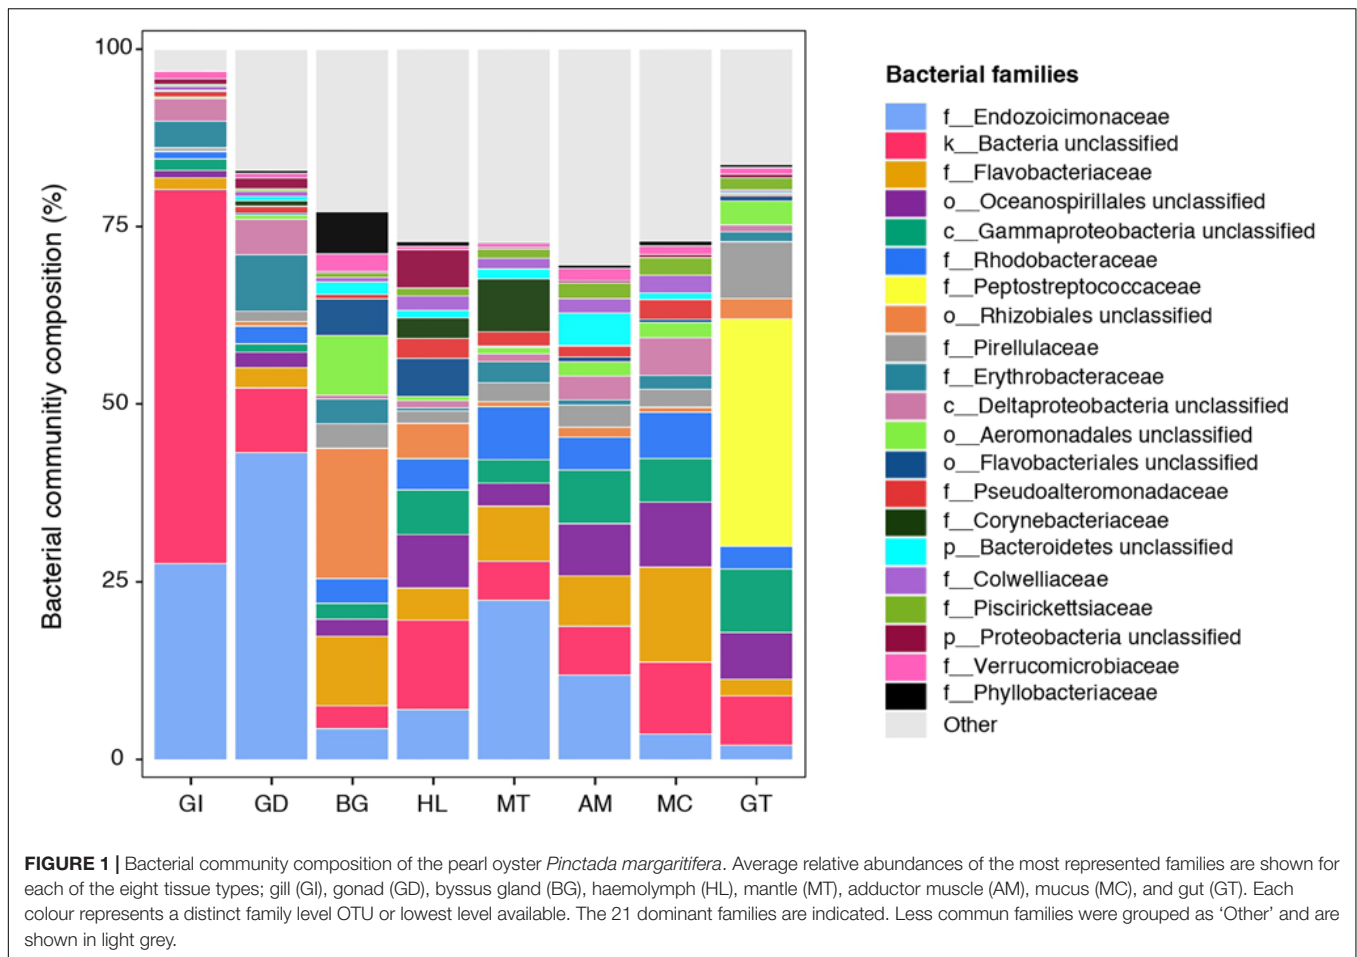 100
75
50
25
0
Bacterial communitiy composition (%)
GI GD BG HL MT AM MC GT
Bacterial families
f__Endozoicimonaceae
k__Bacteria unclassified
f__Flavobacteriaceae
o__Oceanospirillales unclassified
c__Gammaproteobacteria unclassified
f__Rhodobacteraceae
f__Peptostreptococcaceae
o__Rhizobiales unclassified
f__Pirellulaceae
f__Erythrobacteraceae
c__Deltaproteobacteria unclassified
o__Aeromonadales unclassified
o__Flavobacteriales unclassified
f__Pseudoalteromonadaceae
f__Corynebacteriaceae
p__Bacteroidetes unclassified
f__Colwelliaceae
f__Piscirickettsiaceae
p__Proteobacteria unclassified
f__Verrucomicrobiaceae
f__Phyllobacteriaceae
Other
FIGURE 1 | Bacterial community composition of the pearl oyster Pinctada margaritifera. Average relative abundances of the most represented families are shown for
each of the eight tissue types; gill (GI), gonad (GD), byssus gland (BG), haemolymph (HL), mantle (MT), adductor muscle (AM), mucus (MC), and gut (GT). Each
colour represents a distinct family level OTU or lowest level available. The 21 dominant families are indicated. Less commun families were grouped as ‘Other’ and are
shown in light grey.